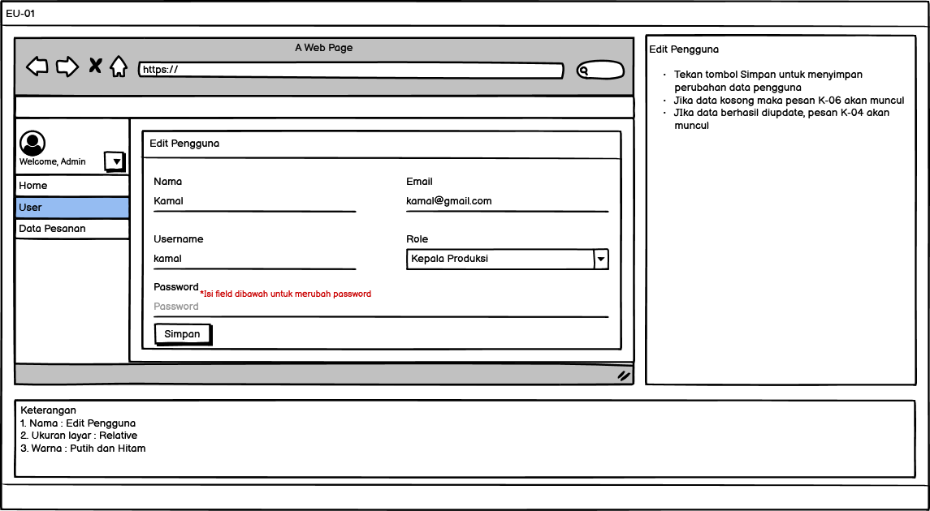 EU-01
A Web Page
https://
Edit Pengguna
· Tekan tombol Simpan untuk menyimpan
perubahan data pengguna
· Jika data kosong maka pesan K-06 akan muncul
· JIka data berhasil diupdate, pesan K-04 akan
muncul
Welcome, Admin
Home
User
Data Pesanan
Edit Pengguna
Nama
Email
Kamal
kamal@gmail.com
Username
Role
kamal
Kepala Produksi
Password *Isi field dibawah untuk merubah password
Password
Simpan
Keterangan
1. Nama : Edit Pengguna
2. Ukuran layar : Relative
3. Warna : Putih dan Hitam